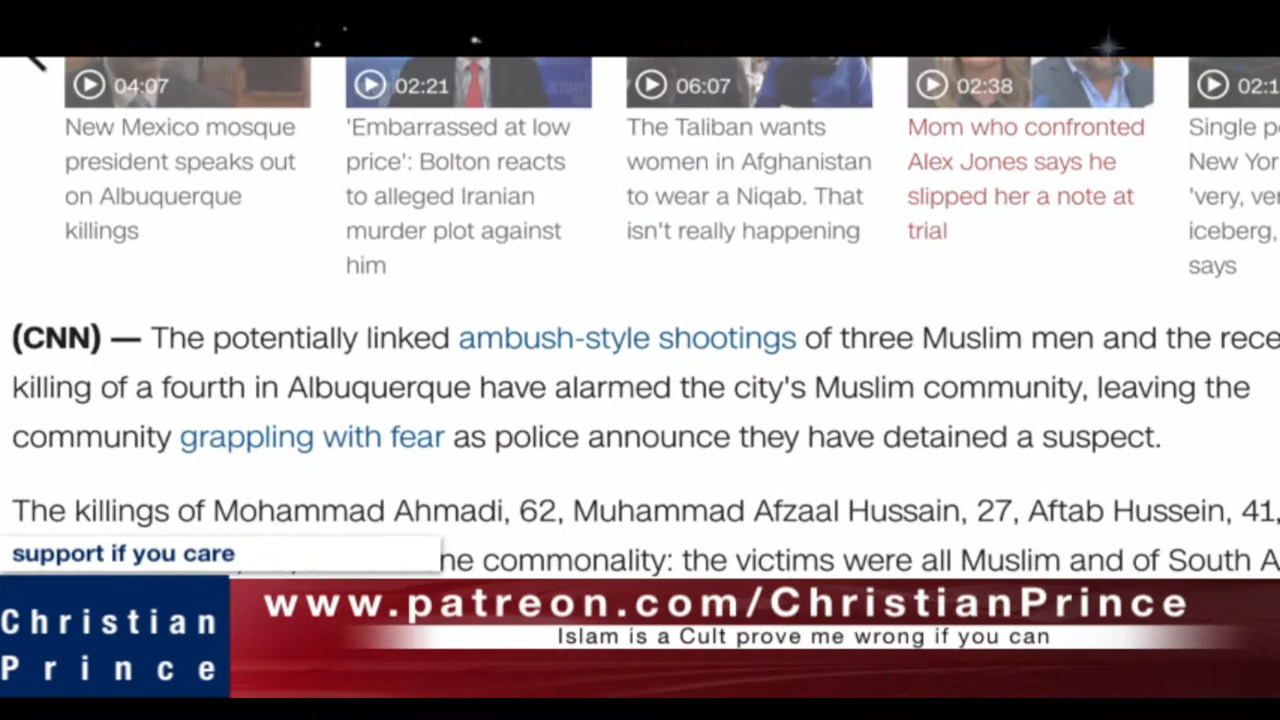 04:07
02:21
06:07
02:38
02:1
New Mexico mosque
president speaks out
on Albuquerque
killings
'Embarrassed at low
price': Bolton reacts
to alleged Iranian
murder plot against
him
The Taliban wants
women in Afghanistan
to wear a Niqab. That
isn't really happening
Mom who confronted
Alex Jones says he
slipped her a note at
trial
Single p
New Yor
'very, ver
iceberg,
says
(CNN) — The potentially linked ambush-style shootings of three Muslim men and the rece
killing of a fourth in Albuquerque have alarmed the city's Muslim community, leaving the
community grappling with fear as police announce they have detained a suspect.
The killings of Mohammad Ahmadi, 62, Muhammad Afzaal Hussain, 27, Aftab Hussein, 41,
ne commonality: the victims were all Muslim and of South A
support if you care
Christian
Prince
www.patreon.com/ChristianPrince
Islam is a Cult prove me wrong if you can